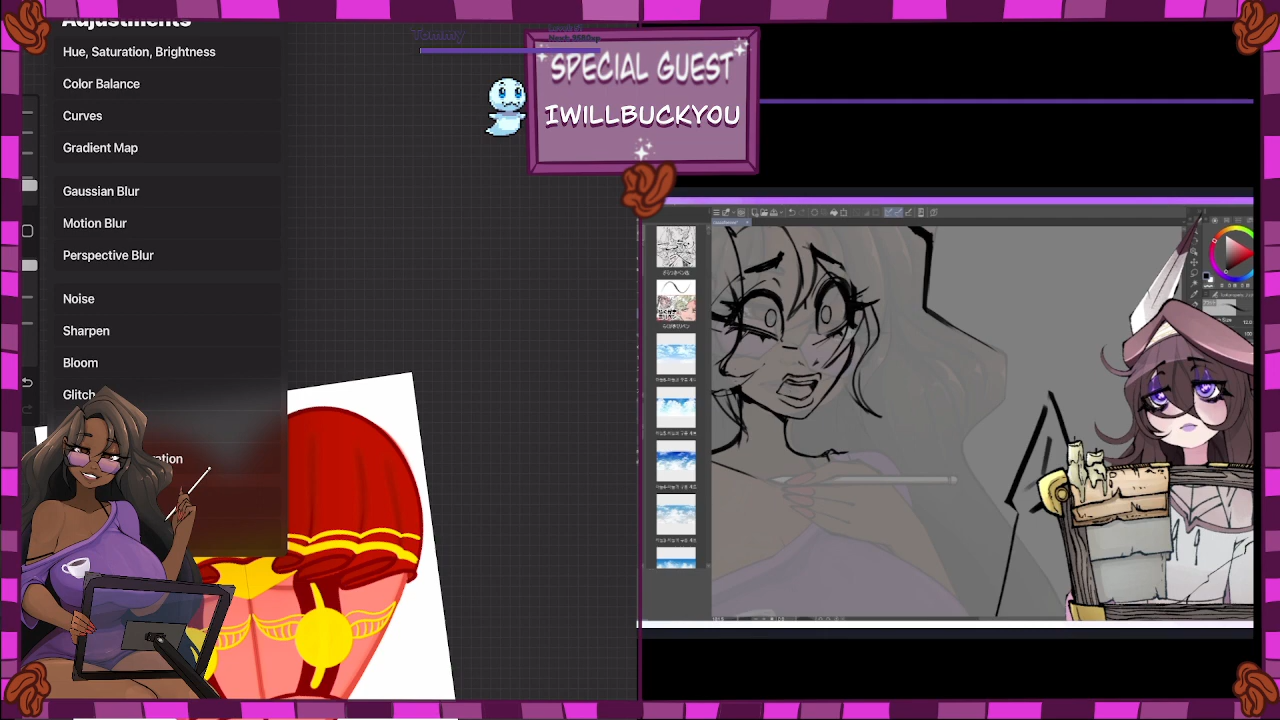 Adjustments
Hue, Saturation, Brightness
Color Balance
Curves
Gradient Map
Gaussian Blur
Motion Blur
Perspective Blur
Noise
Sharpen
Bloom
Glitch
Tommy
SPECIAL GUEST
IWILLBUCKYOU